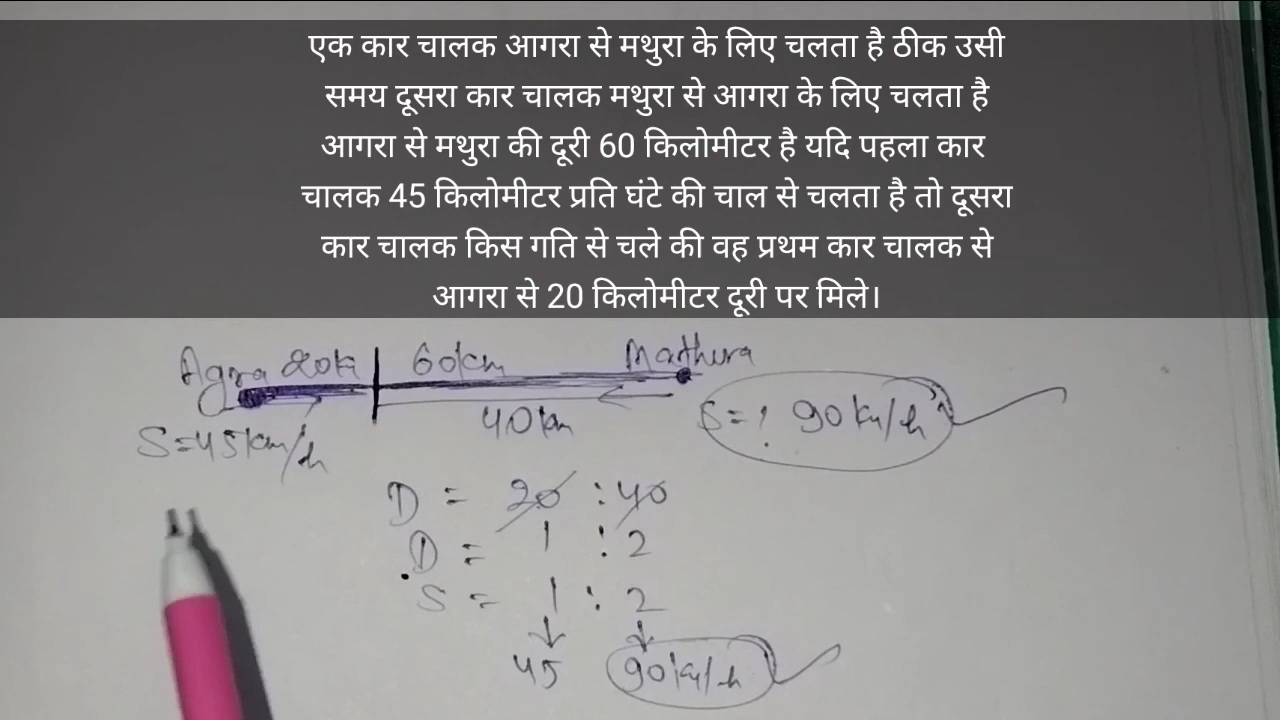 एक कार चालक आगरा से मथुरा के लिए चलता है ठीक उसी
समय दूसरा कार चालक मथुरा से आगरा के लिए चलता है
आगरा से मथुरा की दूरी 60 किलोमीटर है यदि पहला कार
चालक 45 किलोमीटर प्रति घंटे की चाल से चलता है तो दूसरा
कार चालक किस गति से चले की वह प्रथम कार चालक से
आगरा से 20 किलोमीटर दूरी पर मिले।
Agra 20km 60km Mathura
S=45km/h 40km S=? 90km/h
D = 20 : 40
D = 1 : 2
S = 1 : 2
45 90km/h